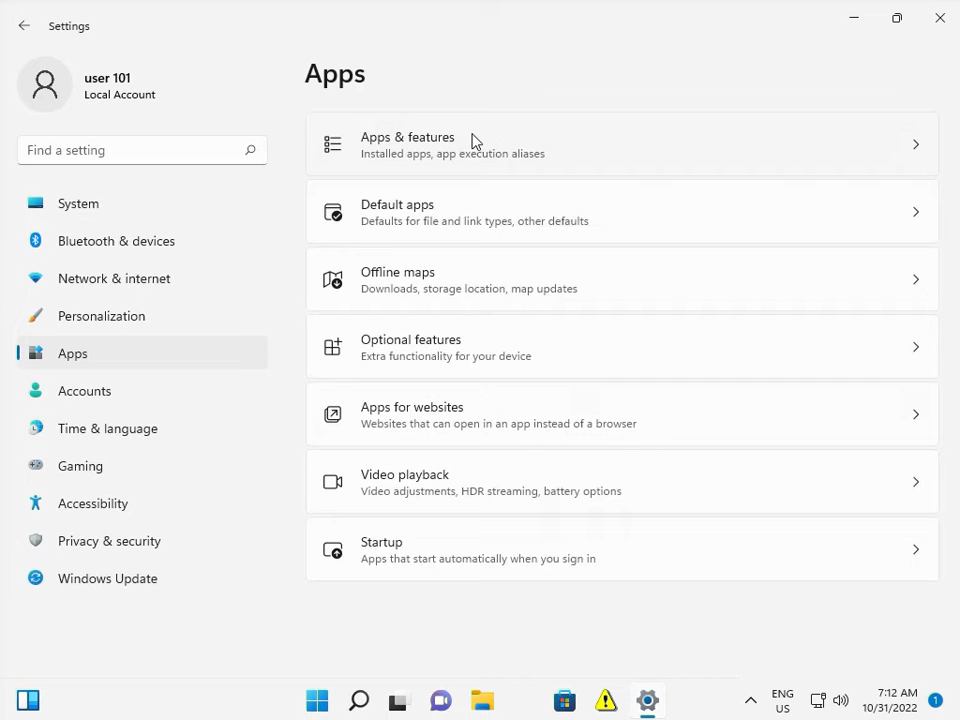 Settings
user 101
Local Account
Find a setting
System
Bluetooth & devices
Network & internet
Personalization
Apps
Accounts
Time & language
Gaming
Accessibility
Privacy & security
Windows Update
Apps
Apps & features
Installed apps, app execution aliases
Default apps
Defaults for file and link types, other defaults
Offline maps
Downloads, storage location, map updates
Optional features
Extra functionality for your device
Apps for websites
Websites that can open in an app instead of a browser
Video playback
Video adjustments, HDR streaming, battery options
Startup
Apps that start automatically when you sign in
ENG
US
7:12 AM
10/31/2022
1